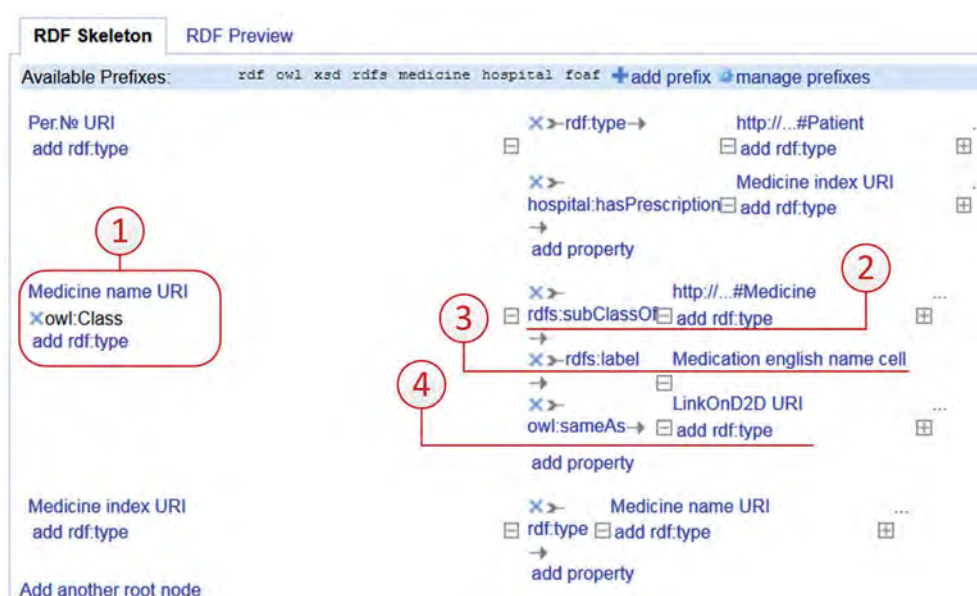 RDF Skeleton RDF Preview
Available Prefixes: rdf owl xsd rdfs medicine hospital foaf add prefix manage prefixes
Per.№ URI rdf:type http://...#Patient
add rdf:type add rdf:type
Medicine index URI
hospital:hasPrescription add rdf:type
add property
1
2
Medicine name URI http://...#Medicine ...
owl:Class rdfs:subClassOf add rdf:type
3
add rdf:type
rdfs:label Medication english name cell
4
LinkOnD2D URI ...
owl:sameAs add rdf:type
add property
Medicine index URI Medicine name URI ...
add rdf:type rdf:type add rdf:type
add property
Add another root node